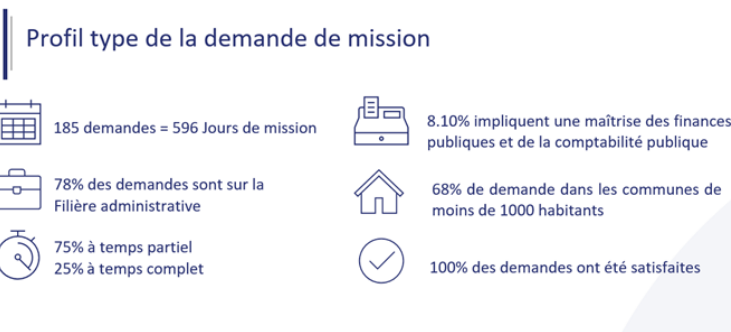 Profil type de la demande de mission
185 demandes = 596 Jours de mission
78% des demandes sont sur la
Filière administrative
75% à temps partiel
25% à temps complet
8.10% impliquent une maîtrise des finances
publiques et de la comptabilité publique
68% de demande dans les communes de
moins de 1000 habitants
100% des demandes ont été satisfaites